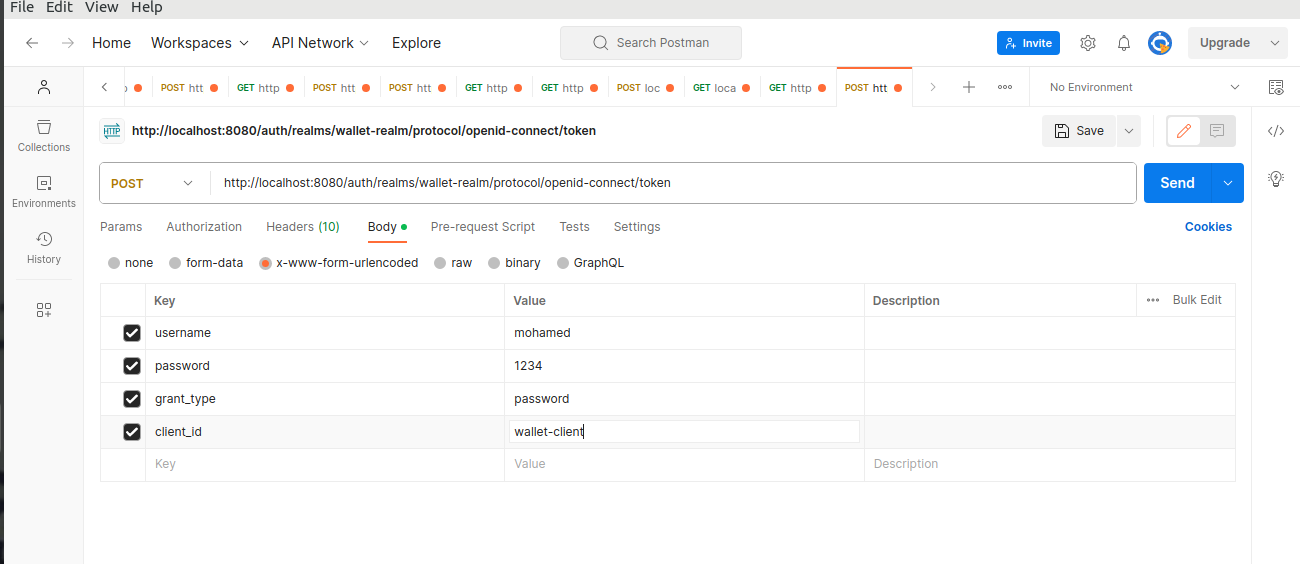 File Edit View Help
Home Workspaces API Network Explore Search Postman Invite Upgrade
POST htt GET http POST htt POST htt GET http GET http POST loc GET loca GET http POST htt No Environment
HTTP http://localhost:8080/auth/realms/wallet-realm/protocol/openid-connect/token Save
Collections
POST http://localhost:8080/auth/realms/wallet-realm/protocol/openid-connect/token Send
Environments
Params Authorization Headers (10) Body Pre-request Script Tests Settings Cookies
History
none form-data x-www-form-urlencoded raw binary GraphQL
Key Value Description Bulk Edit
username mohamed
password 1234
grant_type password
client_id wallet-client
Key Value Description